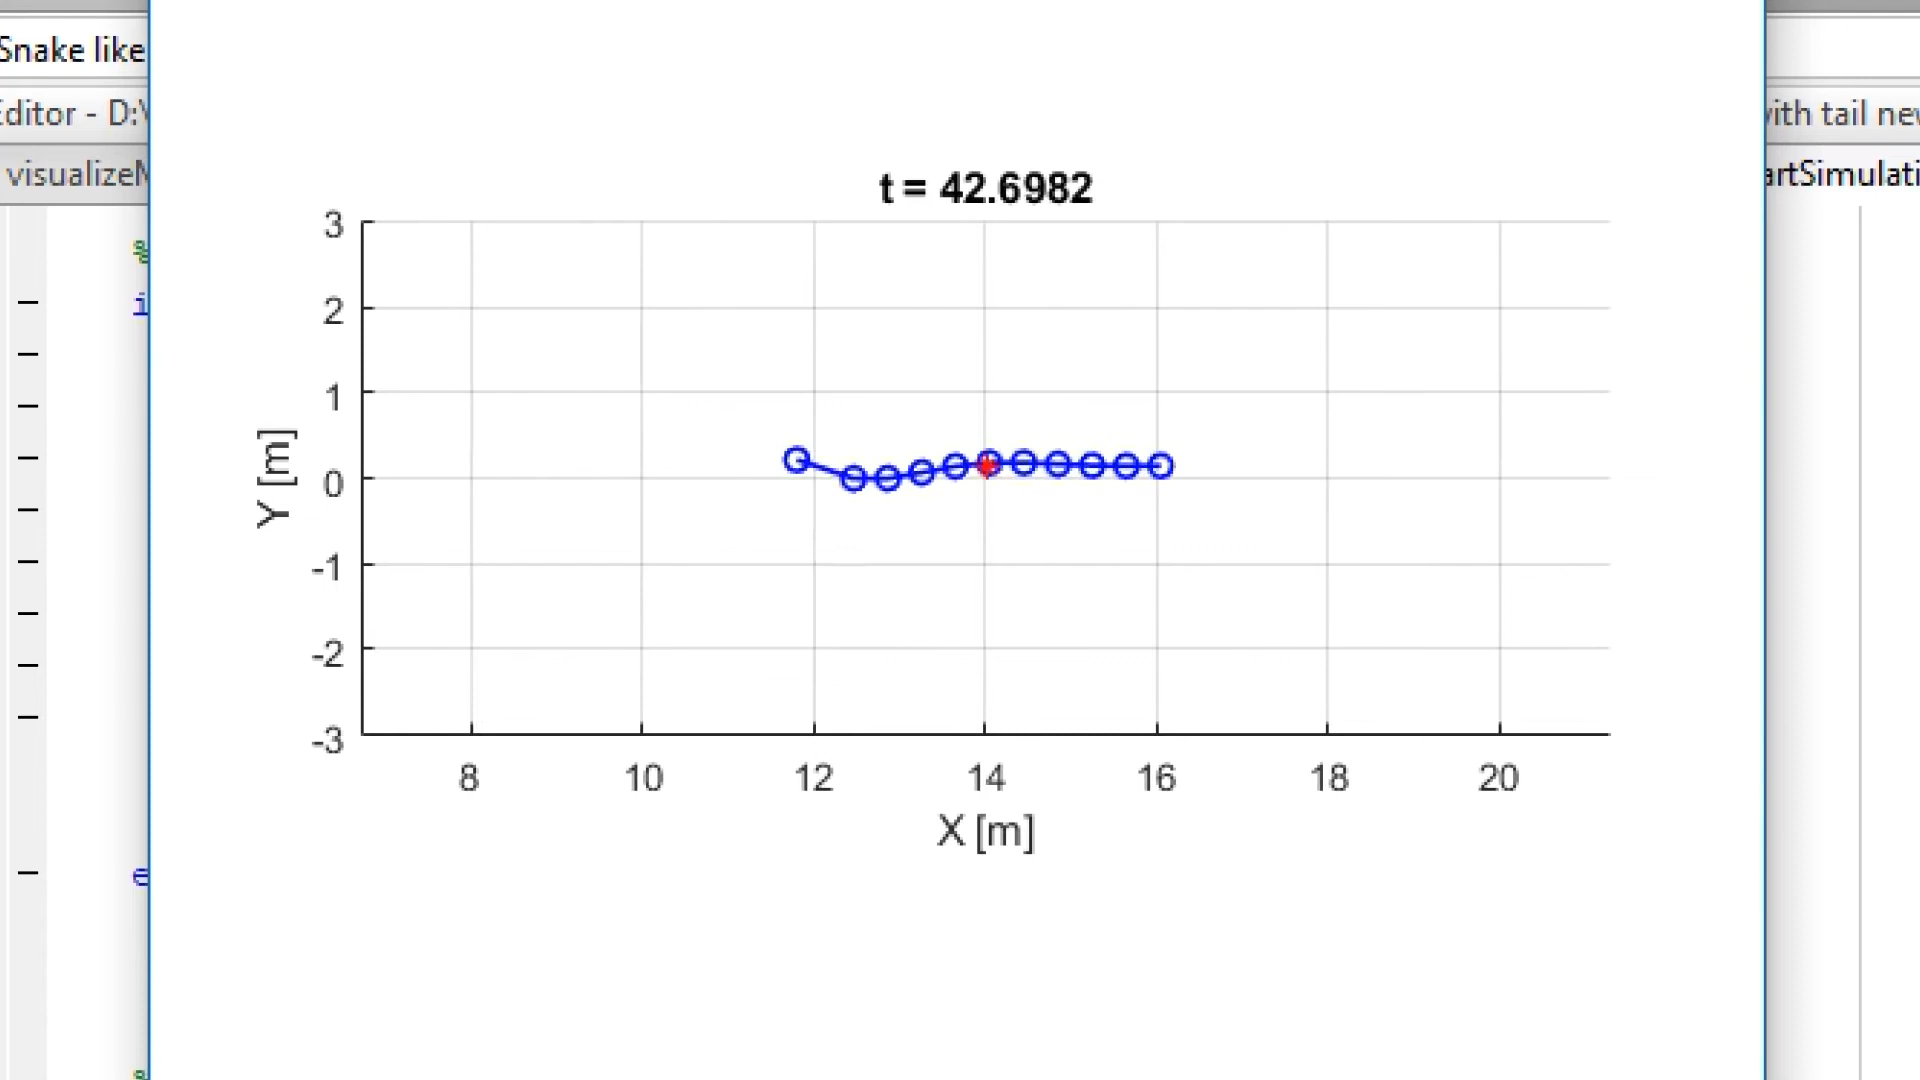 Snake like
Editor - D:\
with tail new
visualizeM
artSimulati
t = 42.6982
3
2
1
0
-1
-2
-3
Y [m]
8 10 12 14 16 18 20
X [m]
%
i
e
%